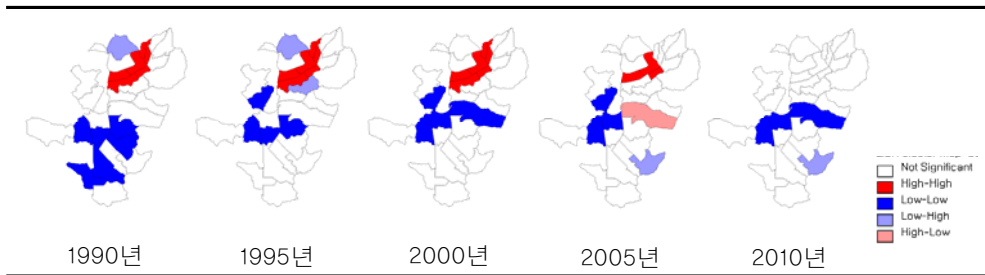 Not Significant
High-High
Low-Low
Low-High
High-Low
1990년 1995년 2000년 2005년 2010년